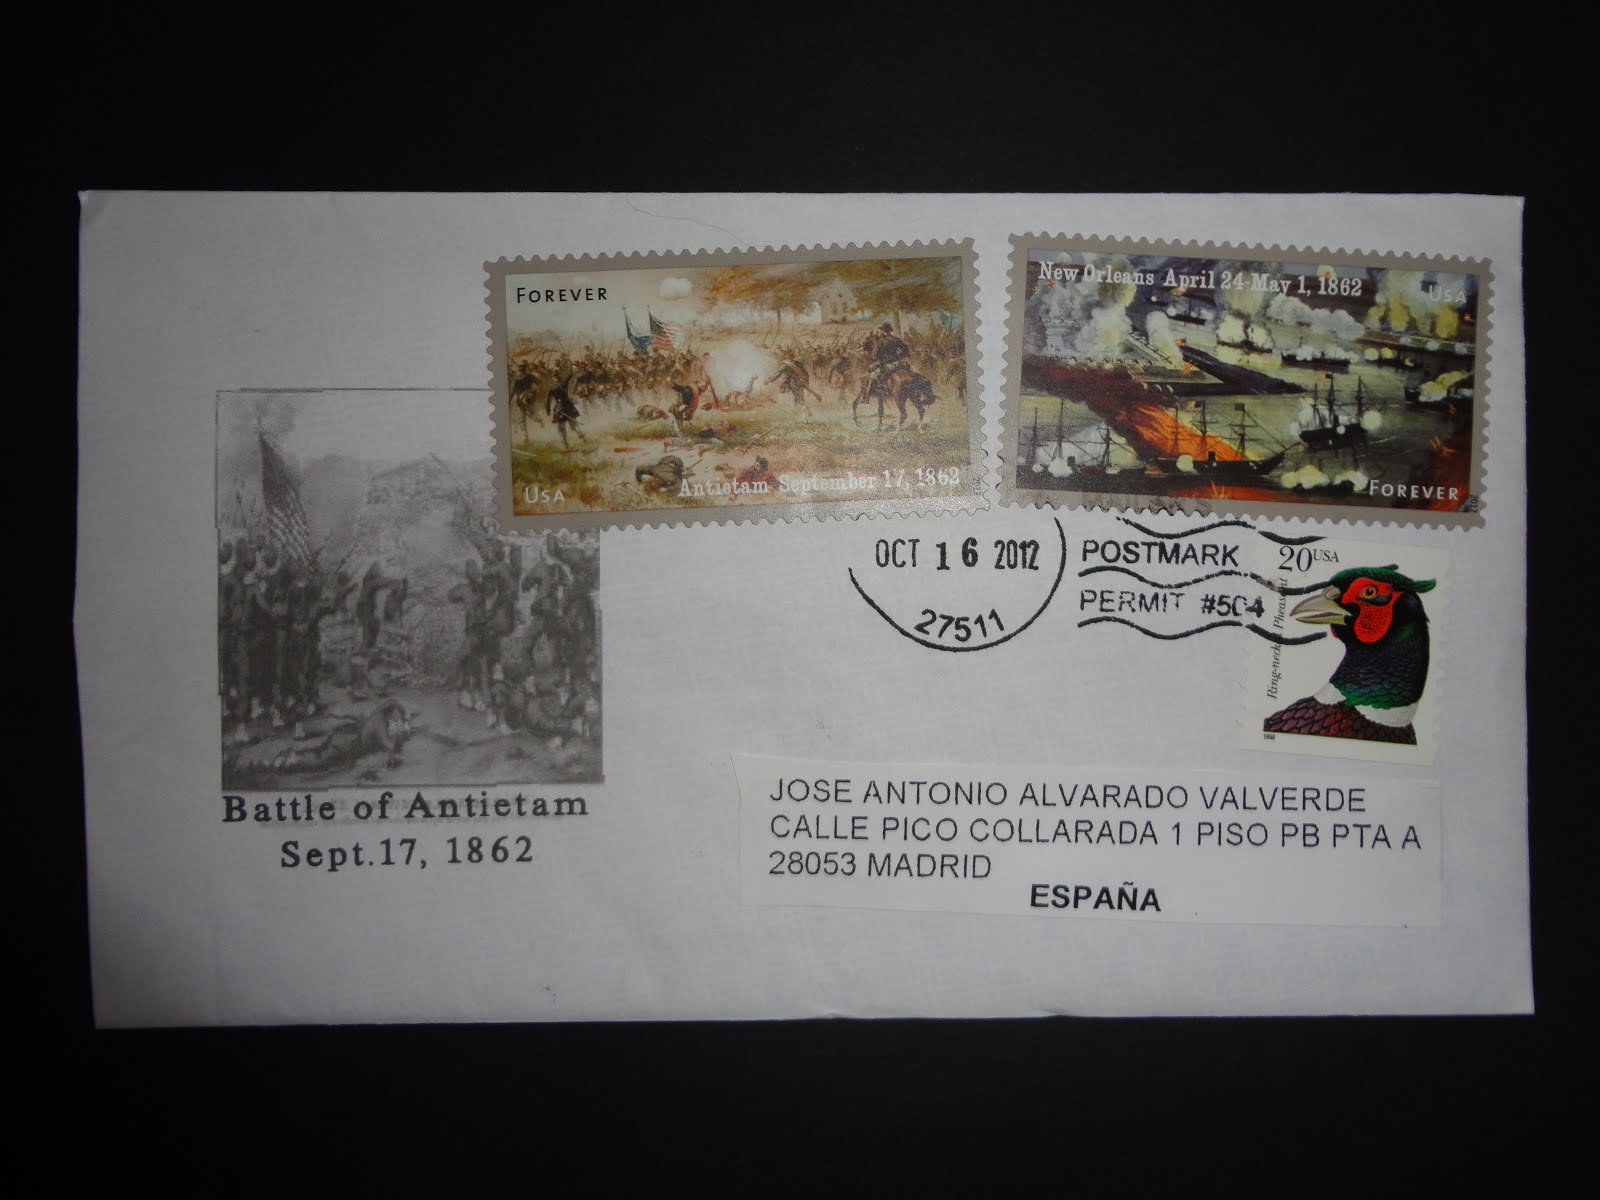 FOREVER
USA
Antietam September 17, 1862
New Orleans April 24-May 1, 1862
USA
FOREVER
OCT 16 2012
27511
POSTMARK
PERMIT #504
20USA
Ring-necked Pheasant
1998
Battle of Antietam
Sept.17, 1862
JOSE ANTONIO ALVARADO VALVERDE
CALLE PICO COLLARADA 1 PISO PB PTA A
28053 MADRID
ESPAÑA